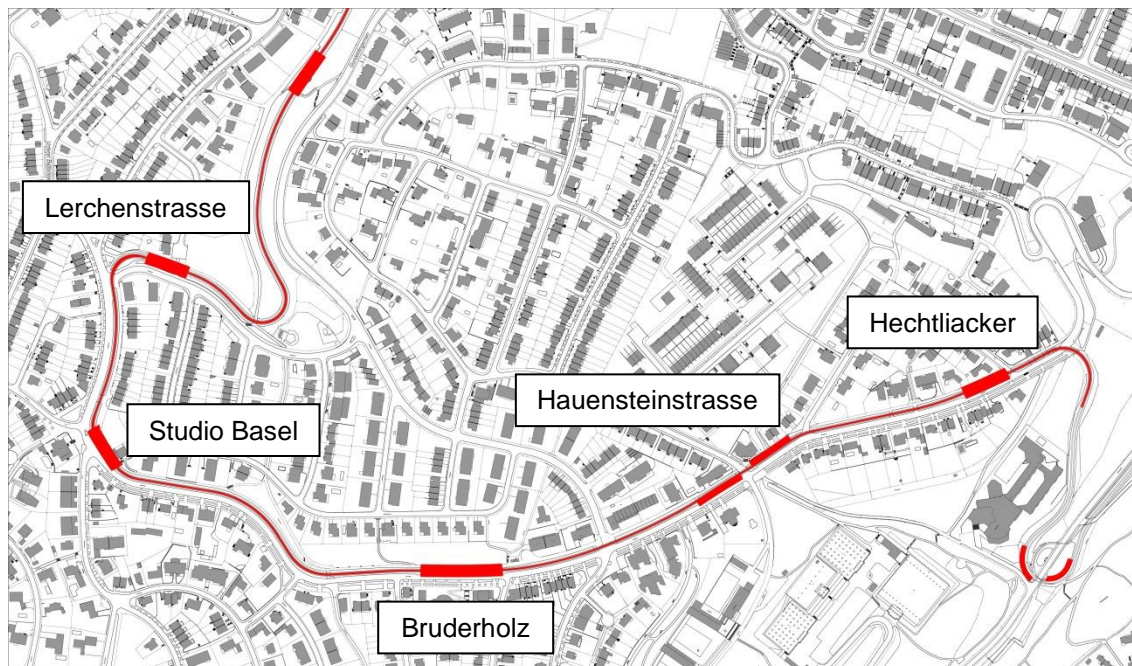 Lerchenstrasse
Hechtliacker
Hauensteinstrasse
Studio Basel
Bruderholz